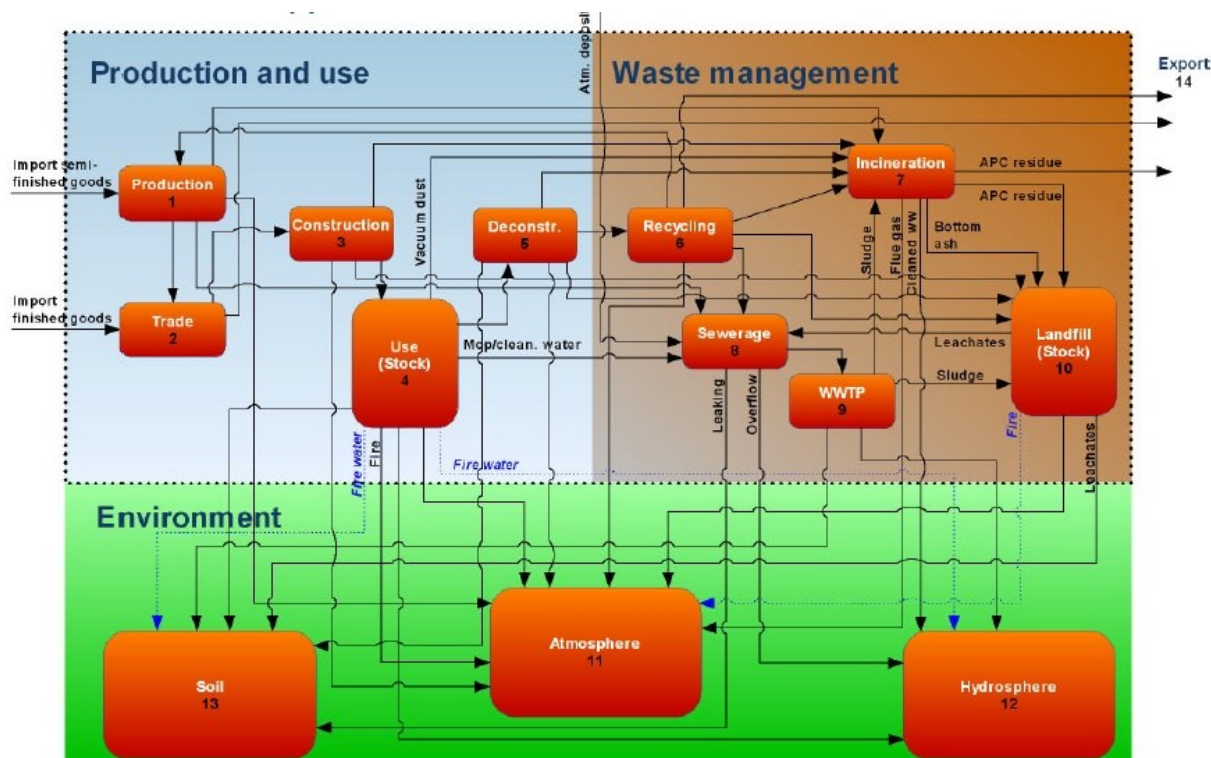 Atm. deposit
Production and use
Waste management
Export
14
Import semi-
finished goods
Production
1
Construction
3
Vacuum dust
Deconstr.
5
Recycling
6
Incineration
7
APC residue
APC residue
Sludge
Flue gas
Cleaned ww
Bottom
ash
Import
finished goods
Trade
2
Use
(Stock)
4
Mop/clean. water
Sewerage
8
Leachates
Landfill
(Stock)
10
WWTP
9
Sludge
Leaking
Overflow
Fire
Leachates
Fire water
Fire
Fire water
Environment
Atmosphere
11
Soil
13
Hydrosphere
12